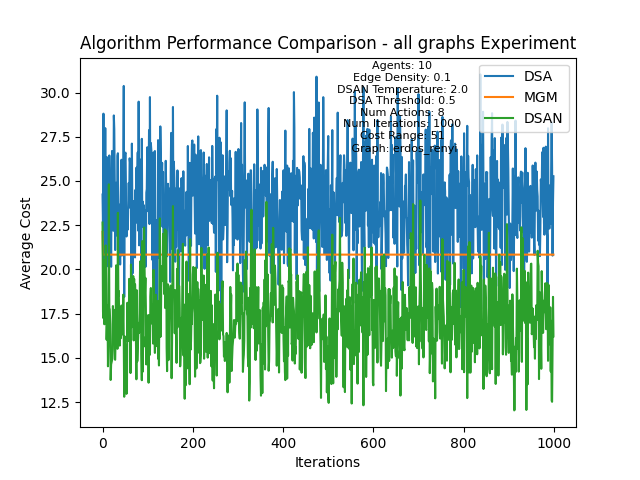 Algorithm Performance Comparison - all graphs Experiment
Agents: 10
Edge Density: 0.1
DSAN Temperature: 2.0
DSA Threshold: 0.5
Num Actions: 8
Num Iterations: 1000
Cost Range: 51
Graph: erdos_renyi
DSA
MGM
DSAN
Average Cost
30.0
27.5
25.0
22.5
20.0
17.5
15.0
12.5
0
200
400
600
800
1000
Iterations